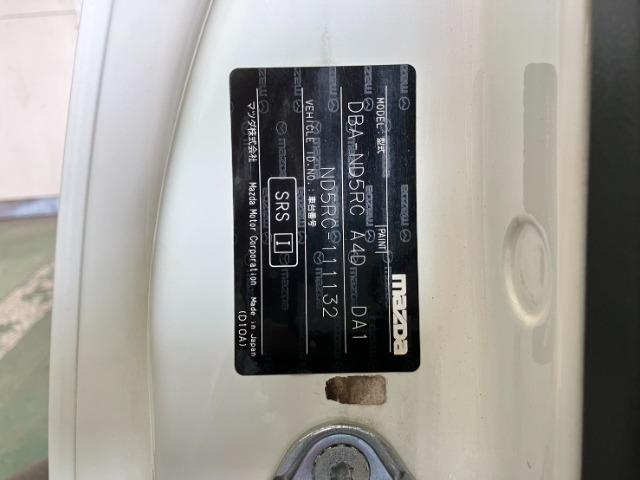 mazda
MODEL: 型式 PAINT
DBA-ND5RC A4D DA1
VEHICLE ID.NO.: 車台番号
ND5RC-111132
SRS I
マツダ株式会社 Mazda Motor Corporation Made in Japan
(D10A)